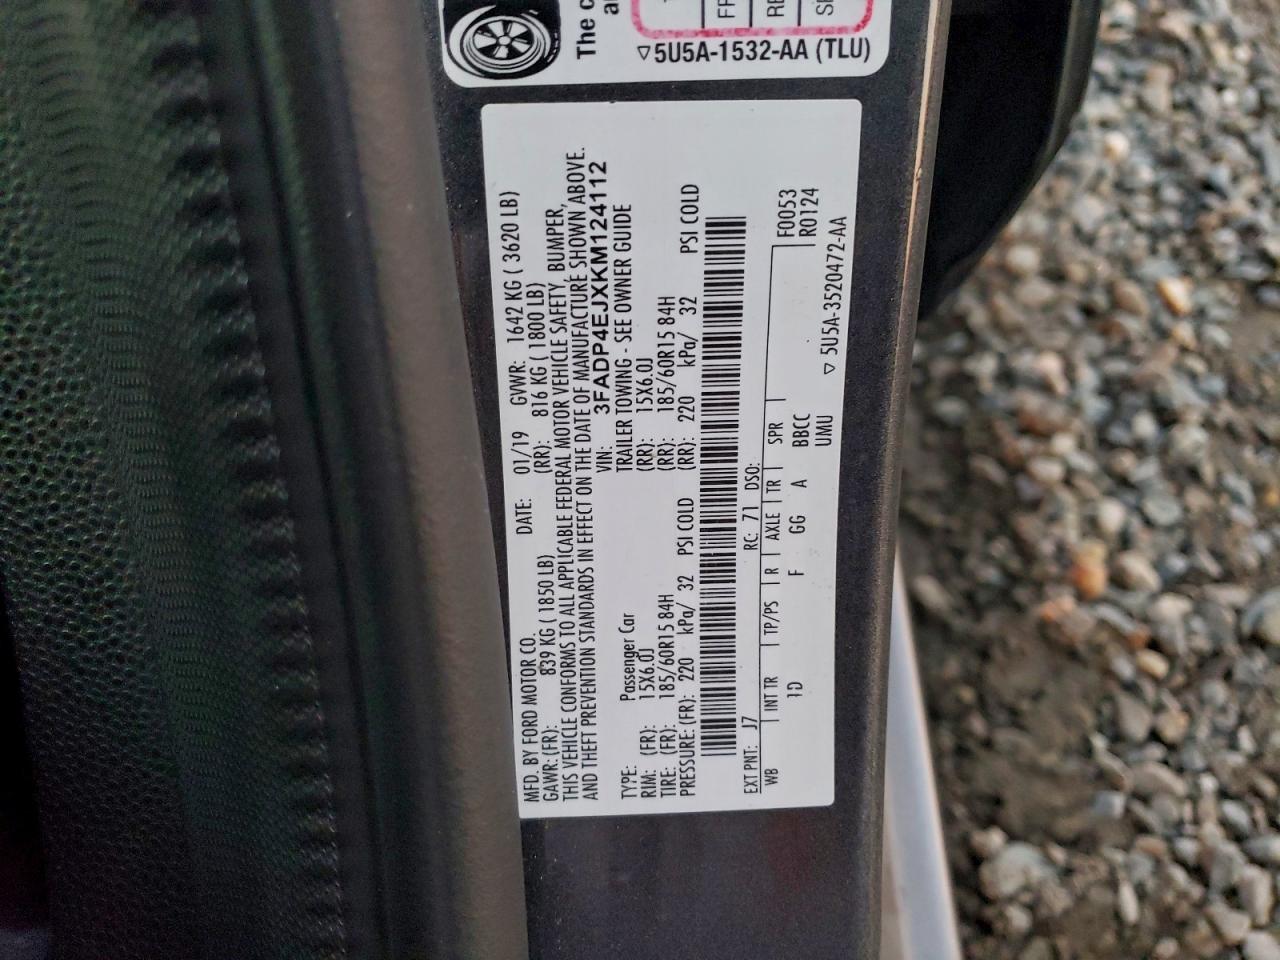 The c
a
FR
RE
SP
▽5U5A-1532-AA (TLU)
MFD. BY FORD MOTOR CO. DATE: 01/19 GVWR: 1642 KG ( 3620 LB)
GAWR:(FR): 839 KG ( 1850 LB) (RR): 816 KG ( 1800 LB)
THIS VEHICLE CONFORMS TO ALL APPLICABLE FEDERAL MOTOR VEHICLE SAFETY, BUMPER,
AND THEFT PREVENTION STANDARDS IN EFFECT ON THE DATE OF MANUFACTURE SHOWN ABOVE.
VIN: 3FADP4EJXKM124112
TYPE: Passenger Car TRAILER TOWING - SEE OWNER GUIDE
RIM: (FR): 15X6.0J (RR): 15X6.0J
TIRE: (FR): 185/60R15 84H (RR): 185/60R15 84H
PRESSURE:(FR): 220 kPa/ 32 PSI COLD (RR): 220 kPa/ 32 PSI COLD
EXT PNT: J7 RC: 71 DSO:
WB INT TR TP/PS R AXLE TR SPR F0053
1D F GG A BBCC R0124
UMU
▽5U5A-3520472-AA